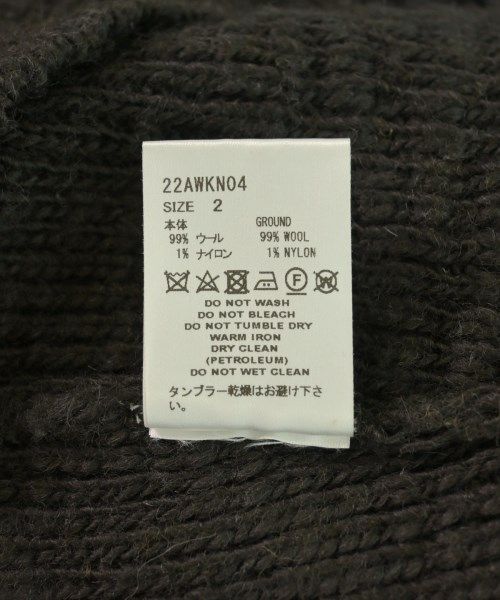 22AWKN04
SIZE 2
本体 GROUND
99% ウール 99% WOOL
1% ナイロン 1% NYLON
F W
DO NOT WASH
DO NOT BLEACH
DO NOT TUMBLE DRY
WARM IRON
DRY CLEAN
(PETROLEUM)
DO NOT WET CLEAN
タンブラー乾燥はお避け下さ
い。